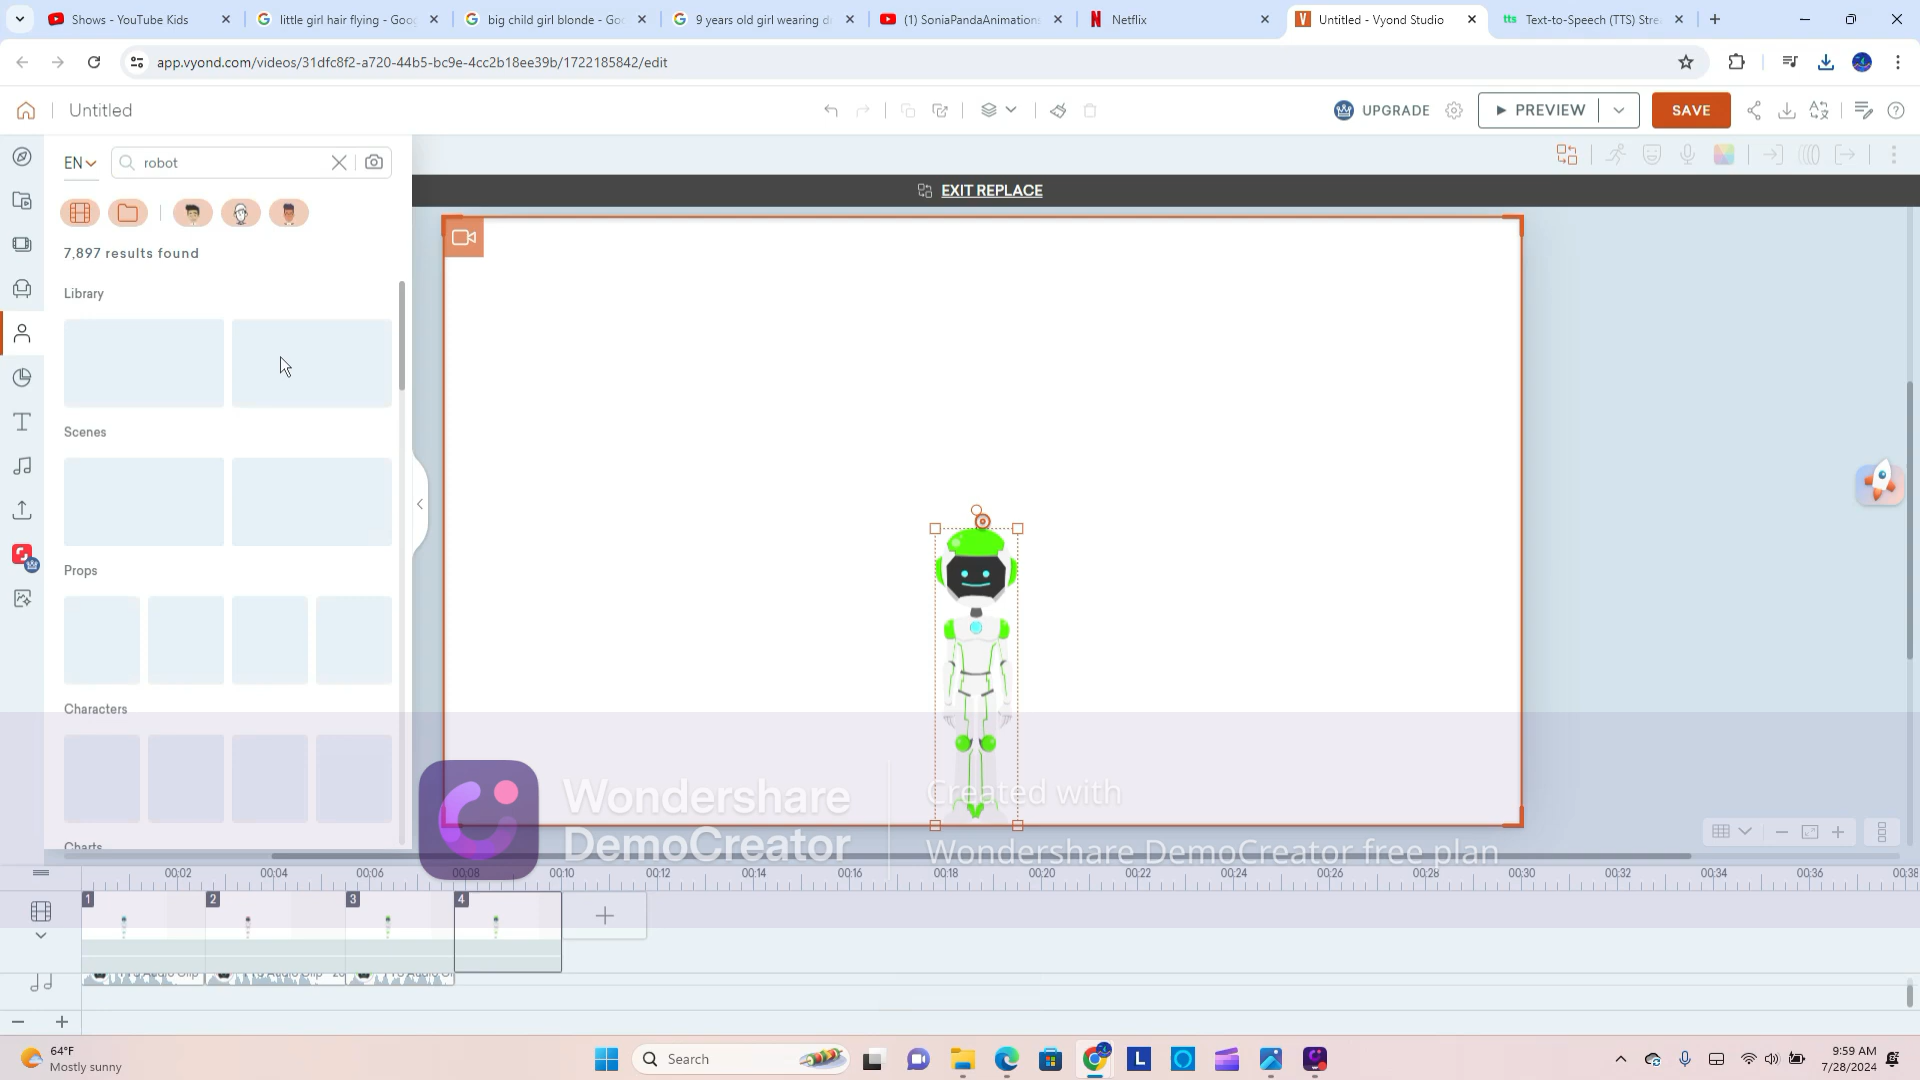 Shows - YouTube Kids
little girl hair flying - Goo
big child girl blonde - Goo
9 years old girl wearing d
(1) SoniaPandaAnimations
Netflix
Untitled - Vyond Studio
tts
Text-to-Speech (TTS) Stre
app.vyond.com/videos/31dfc8f2-a720-44b5-bc9e-4cc2b18ee39b/1722185842/edit
Untitled
UPGRADE
PREVIEW
SAVE
EN
robot
EXIT REPLACE
7,897 results found
Library
Scenes
Props
Characters
Charts
Wondershare
DemoCreator
Created with
Wondershare DemoCreator free plan
00:02
00:04
00:06
00:08
00:10
00:12
00:14
00:16
00:18
00:20
00:22
00:24
00:26
00:28
00:30
00:32
00:34
00:36
00:38
1
2
3
4
64°F
Mostly sunny
Search
L
9:59 AM
7/28/2024